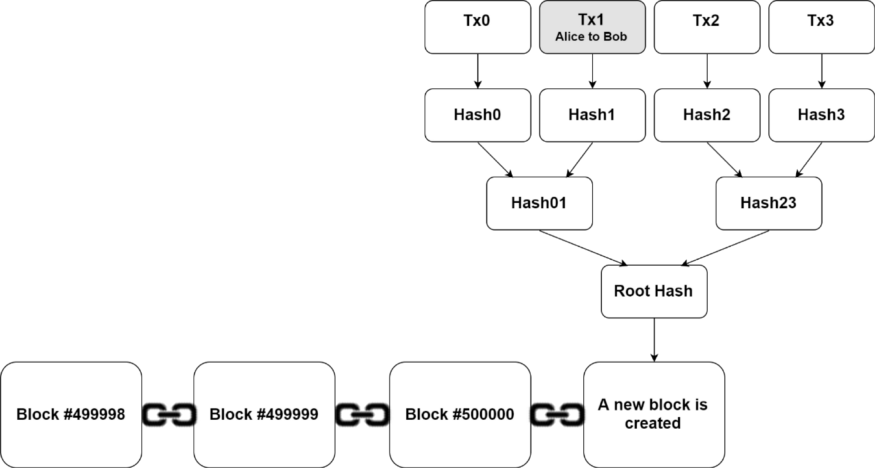 Tx0
Tx1
Alice to Bob
Tx2
Tx3
Hash0
Hash1
Hash2
Hash3
Hash01
Hash23
Root Hash
Block #499998
Block #499999
Block #500000
A new block is
created